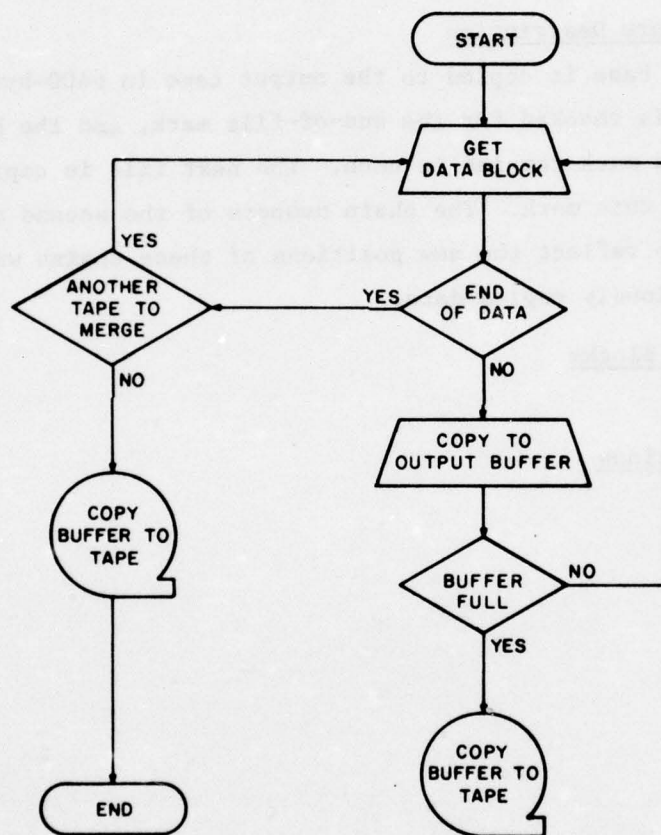 START
GET
DATA BLOCK
YES
ANOTHER
TAPE TO
MERGE
YES
END
OF DATA
NO
NO
COPY TO
OUTPUT BUFFER
COPY
BUFFER TO
TAPE
BUFFER
FULL
NO
YES
COPY
BUFFER TO
TAPE
END